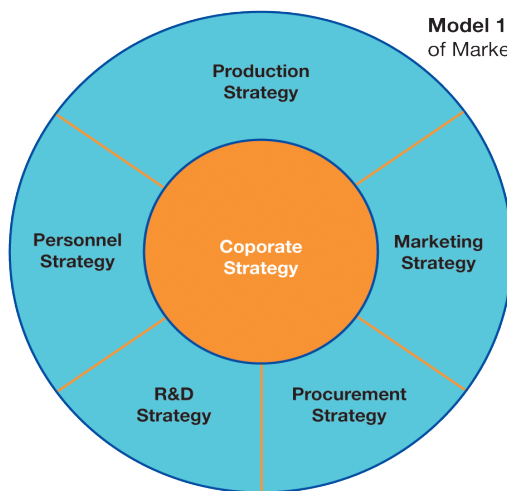 Model 1
of Marke
Production
Strategy
Personnel
Strategy
Coporate
Strategy
Marketing
Strategy
R&D
Strategy
Procurement
Strategy